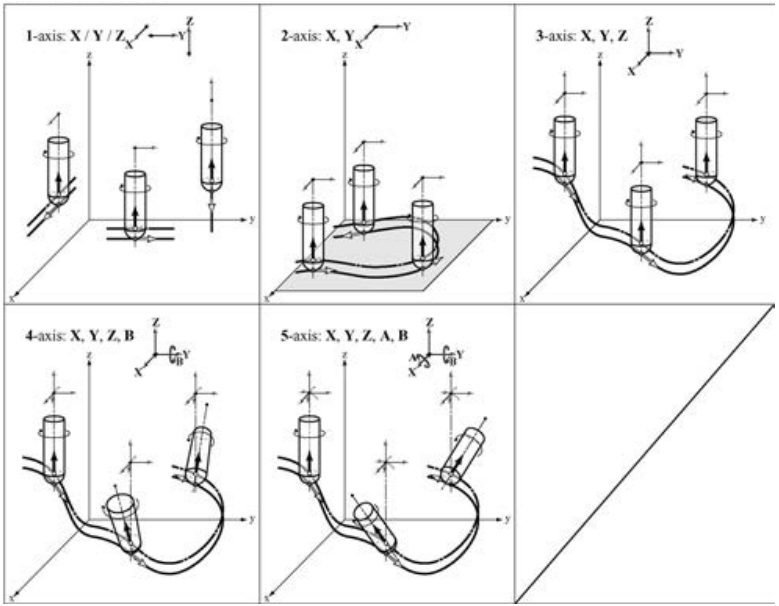 1-axis: X / Y / Z
X
Y
Z
z
y
x
2-axis: X, Y
X
Y
z
y
x
3-axis: X, Y, Z
Z
X
Y
z
y
x
4-axis: X, Y, Z, B
Z
X
Y
B
z
y
x
5-axis: X, Y, Z, A, B
Z
A
X
Y
B
z
y
x